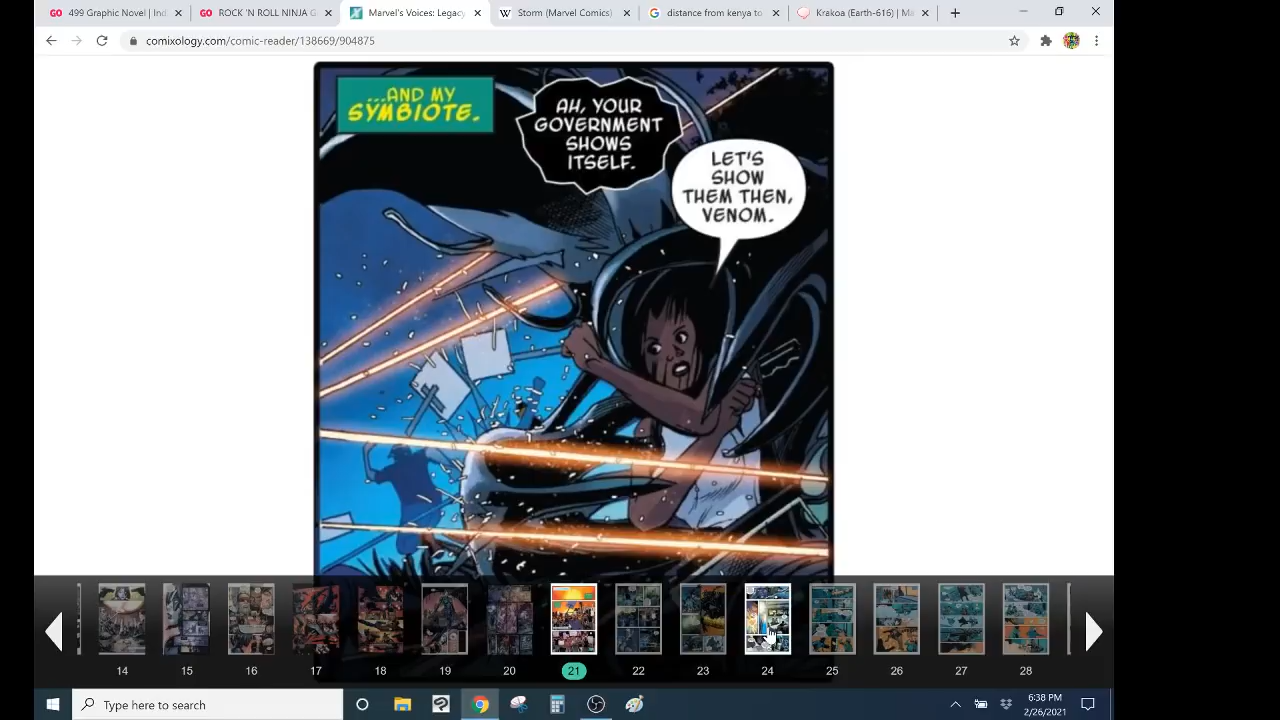 499 Graphic Novel | Ind
ROCK 'N ROLL NINJA G
Marvel's Voices: Legacy
Storm (Marvel Comics)
distance from kenya to
Krakoa (Earth-616) | Ma
comixology.com/comic-reader/138669/904875
...AND MY
SYMBIOTE.
AH, YOUR
GOVERNMENT
SHOWS
ITSELF.
LET'S
SHOW
THEM THEN,
VENOM.
14 15 16 17 18 19 20 21 22 23 24 25 26 27 28
Type here to search
6:38 PM
2/26/2021